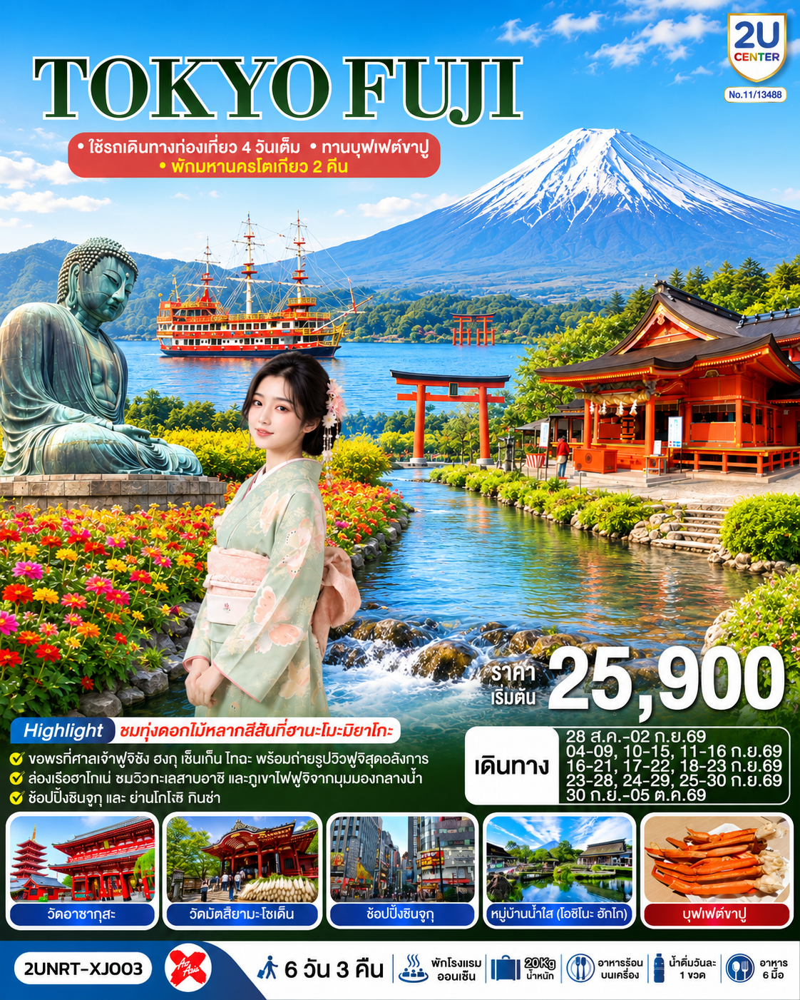 2U
CENTER
No.11/13488
TOKYO FUJI
• ใช้รถเดินทางท่องเที่ยว 4 วันเต็ม • ทานบุฟเฟต์ขาปู
• พักมหานครโตเกียว 2 คืน
ราคา
เริ่มต้น
25,900
Highlight ชมทุ่งดอกไม้หลากสีสันที่ฮานะโมะมิยาโกะ
ขอพรที่ศาลเจ้าฟูจิซัง ฮงกุ เซ็นเก็น ไทฉะ พร้อมถ่ายรูปวิวฟูจิสุดอลังการ
ล่องเรือฮาโกเน่ ชมวิวทะเลสาบอาชิ และภูเขาไฟฟูจิจากมุมมองกลางน้ำ
ช้อปปิ้งชินจูกุ และ ย่านโกโงชิ กินซ่า
เดินทาง
28 ส.ค.-02 ก.ย.69
04-09, 10-15, 11-16 ก.ย.69
16-21, 17-22, 18-23 ก.ย.69
23-28, 24-29, 25-30 ก.ย.69
30 ก.ย.-05 ต.ค.69
วัดอาซากุสะ
วัดมัตสึยามะ-โซเด็น
ช้อปปิ้งชินจูกุ
หมู่บ้านน้ำใส (โอชิโนะ ฮักไก)
บุฟเฟต์ขาปู
2UNRT-XJ003
Air Asia X
6 วัน 3 คืน
พักโรงแรม
ออนเซ็น
20Kg
น้ำหนัก
อาหารร้อน
บนเครื่อง
น้ำดื่มวันละ
1 ขวด
อาหาร
6 มื้อ